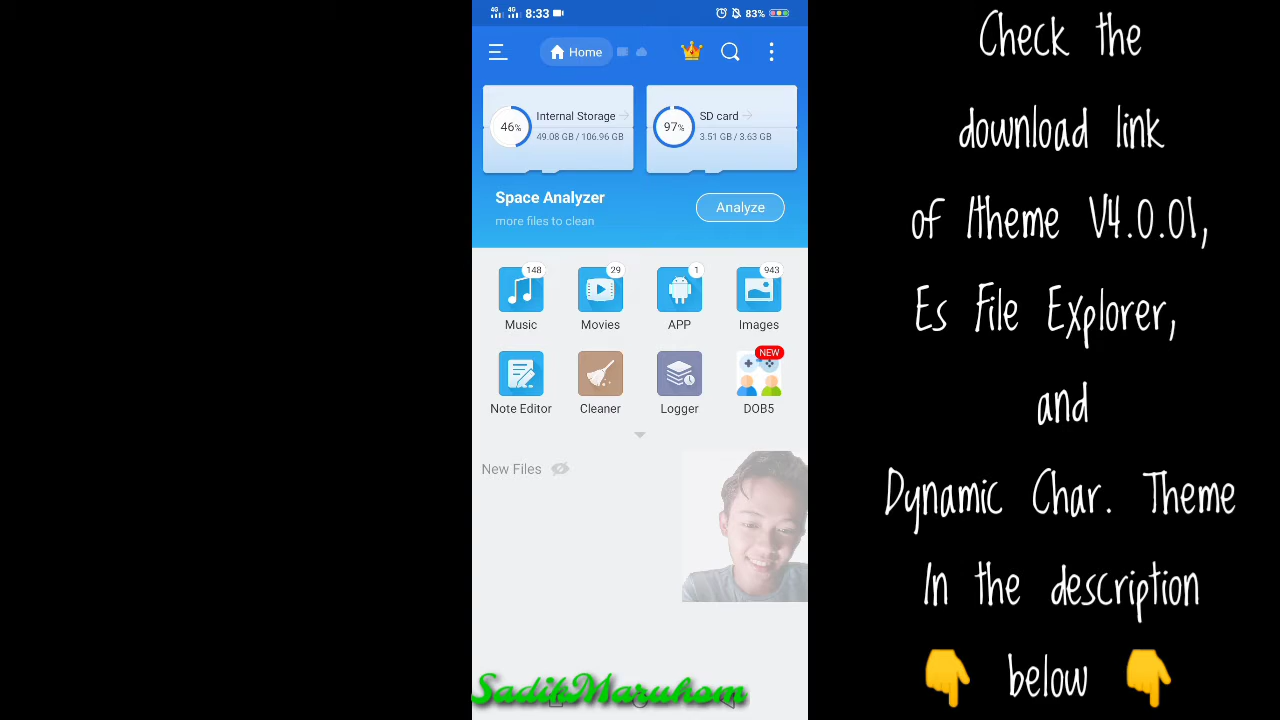 4G 4G 8:33 83%
Home
46% Internal Storage
49.08 GB / 106.96 GB
97% SD card
3.51 GB / 3.63 GB
Space Analyzer
more files to clean
Analyze
148 29 1 943
Music Movies APP Images
NEW
Note Editor Cleaner Logger DOB5
New Files
SadikMaruhom
Check the
download link
of Itheme V4.0.01,
Es File Explorer,
and
Dynamic Char. Theme
In the description
👇 below 👇